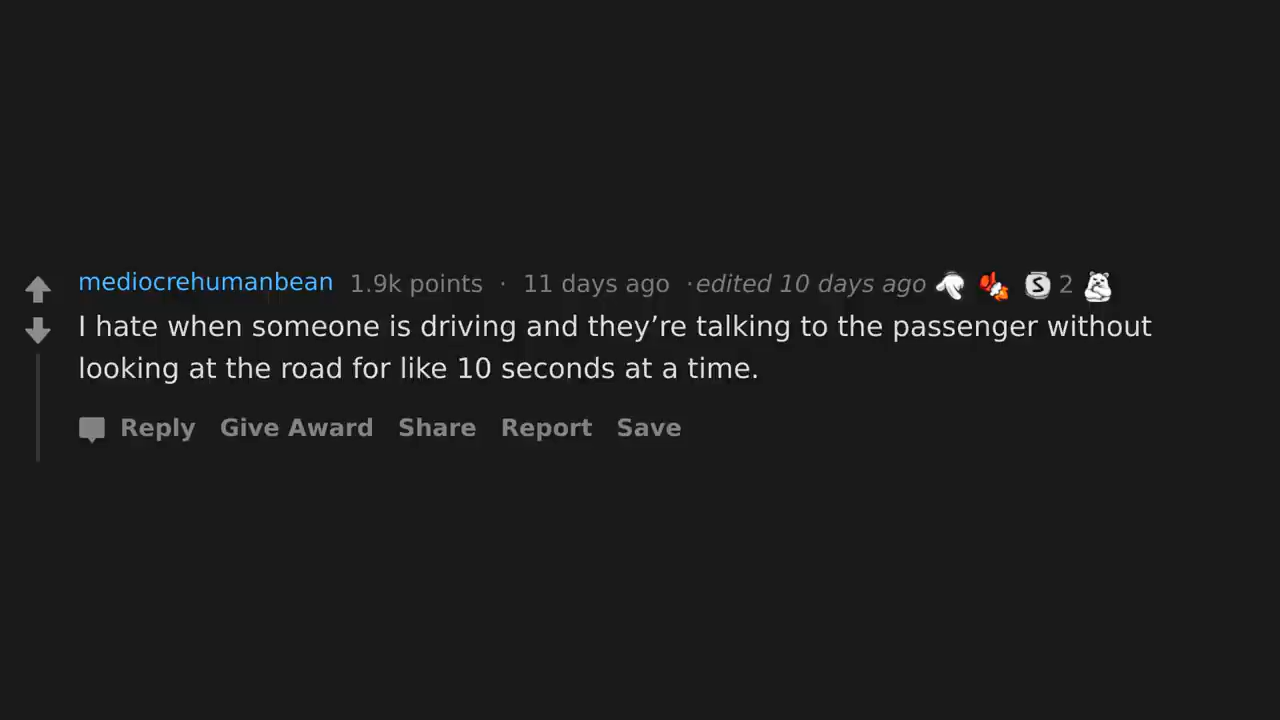 mediocrehumanbean 1.9k points · 11 days ago ·edited 10 days ago S 2
I hate when someone is driving and they’re talking to the passenger without
looking at the road for like 10 seconds at a time.
Reply Give Award Share Report Save